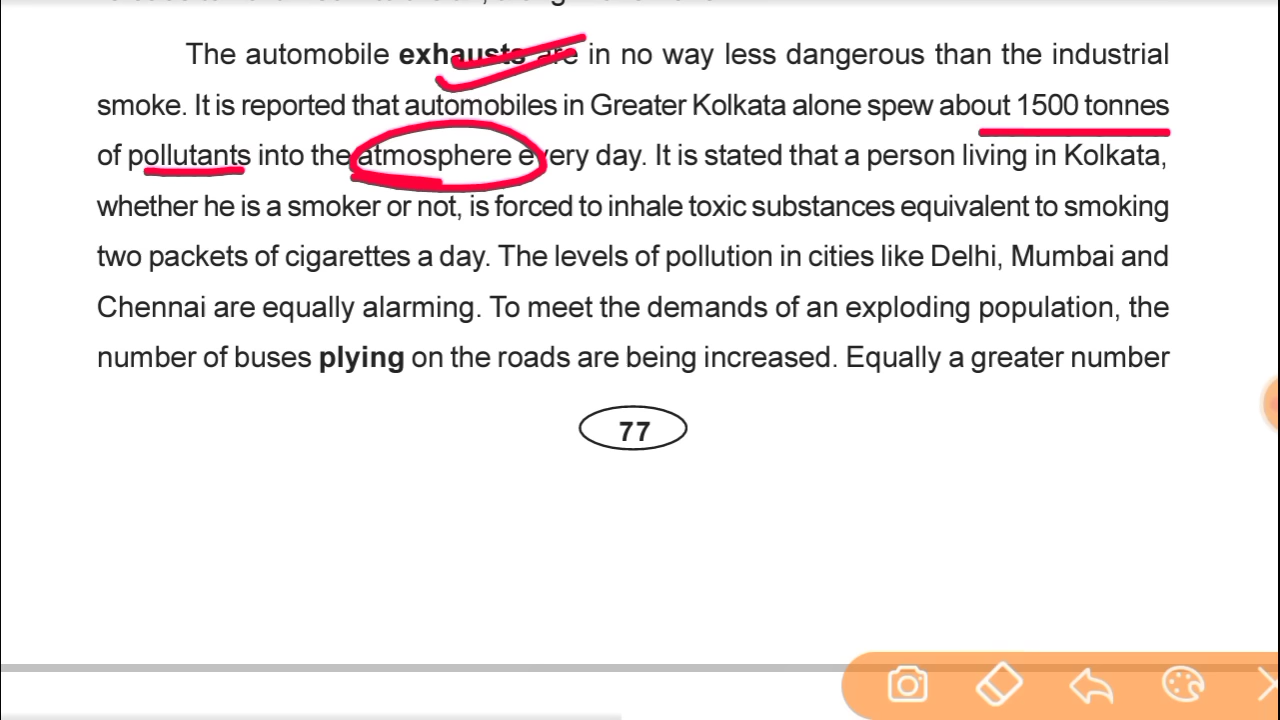 The automobile exhausts are in no way less dangerous than the industrial
smoke. It is reported that automobiles in Greater Kolkata alone spew about 1500 tonnes
of pollutants into the atmosphere every day. It is stated that a person living in Kolkata,
whether he is a smoker or not, is forced to inhale toxic substances equivalent to smoking
two packets of cigarettes a day. The levels of pollution in cities like Delhi, Mumbai and
Chennai are equally alarming. To meet the demands of an exploding population, the
number of buses plying on the roads are being increased. Equally a greater number
77